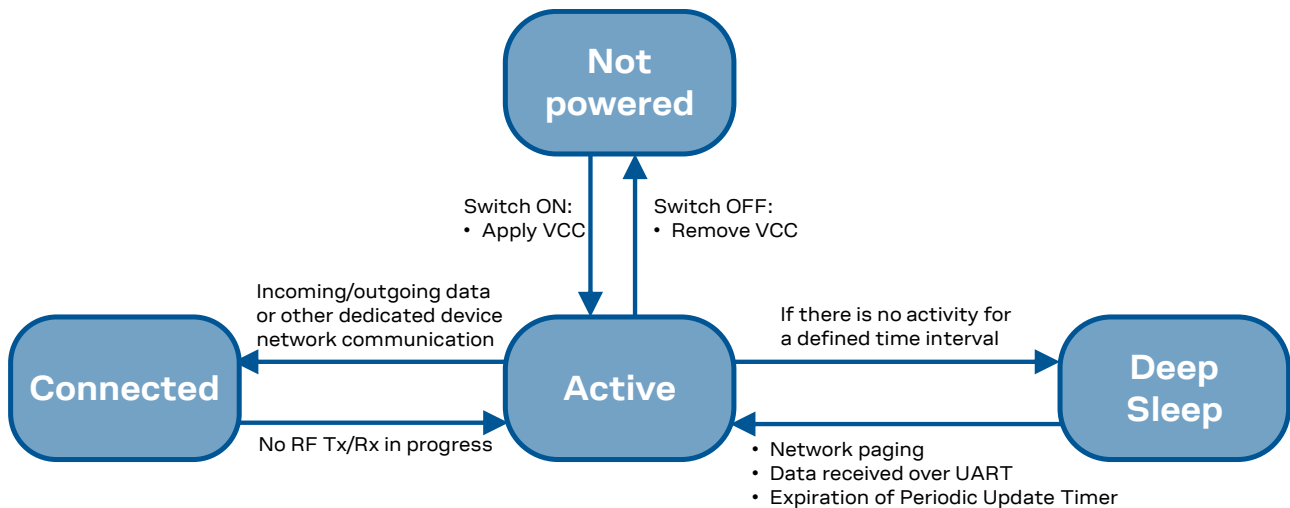 Not
powered
Switch ON:
• Apply VCC
Switch OFF:
• Remove VCC
Incoming/outgoing data
or other dedicated device
network communication
If there is no activity for
a defined time interval
Connected
Active
Deep
Sleep
No RF Tx/Rx in progress
• Network paging
• Data received over UART
• Expiration of Periodic Update Timer